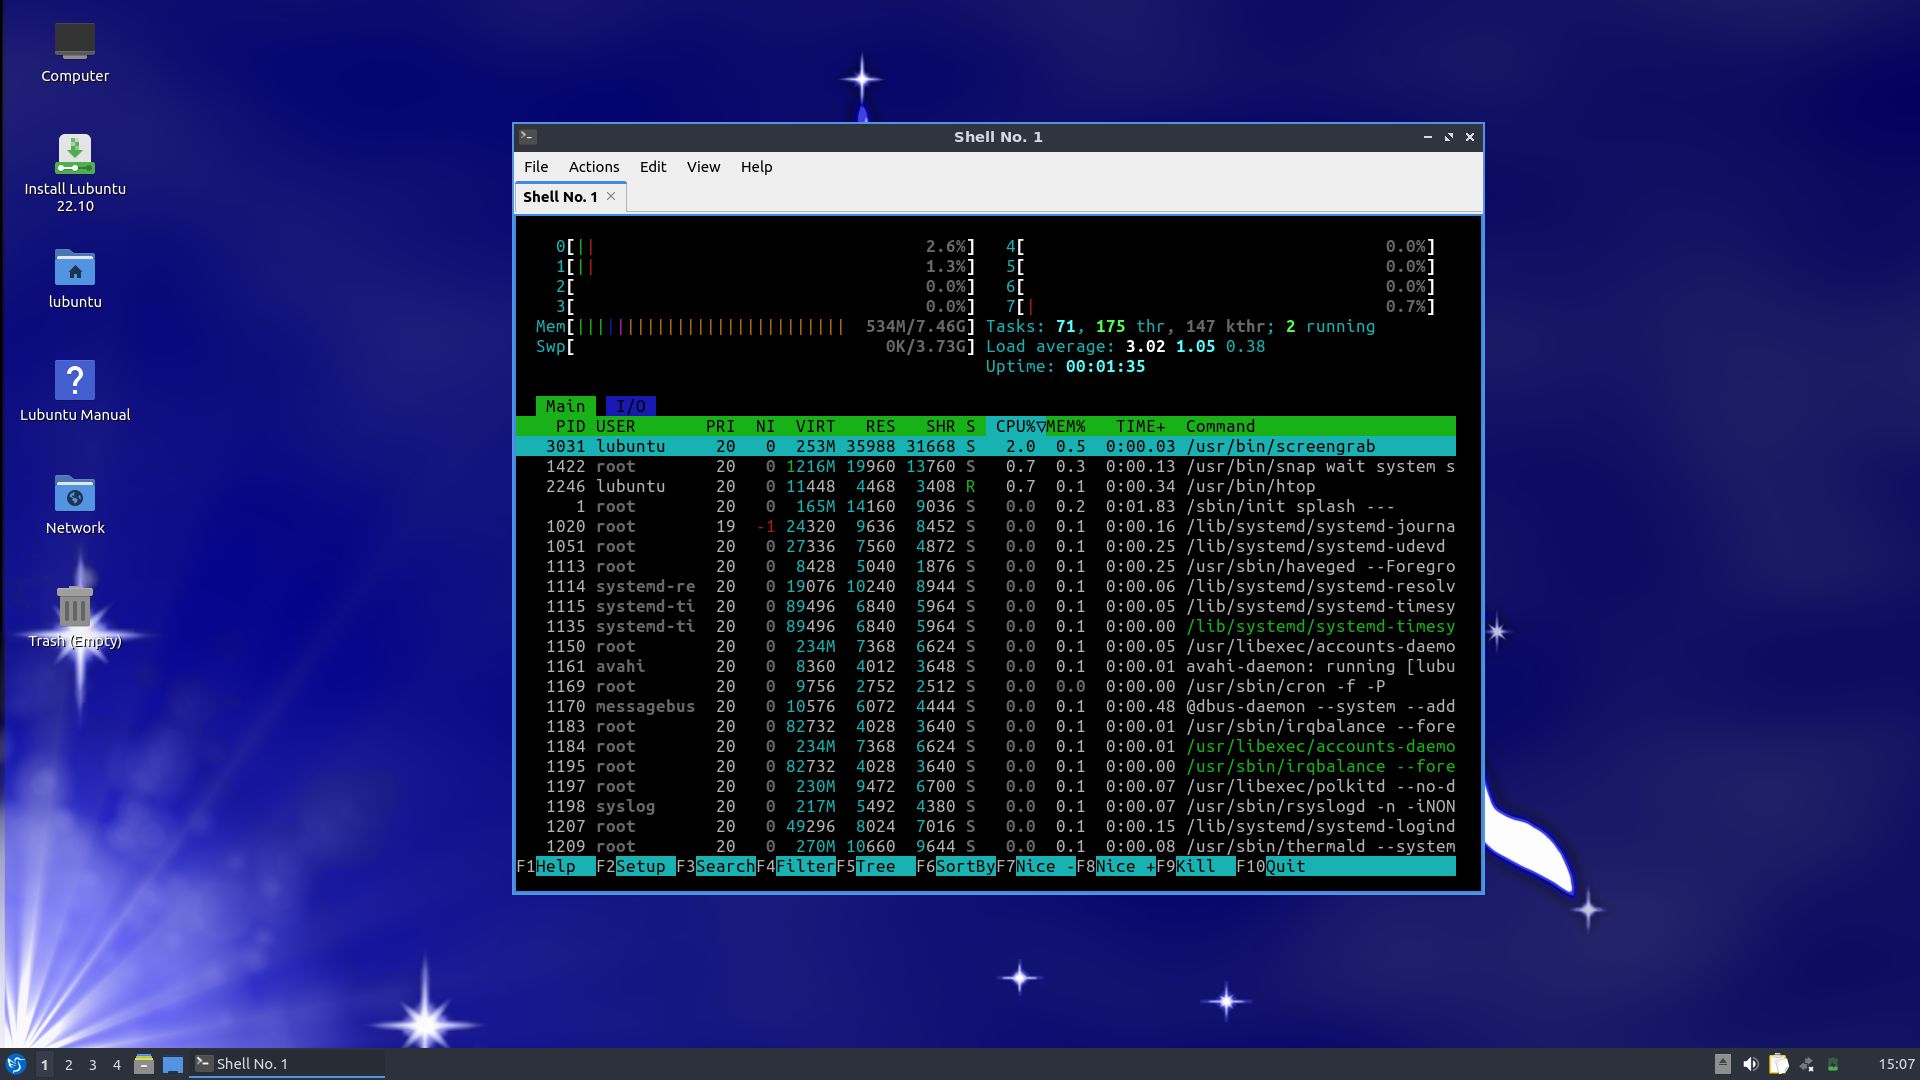 Computer
Install Lubuntu
22.10
lubuntu
Lubuntu Manual
Network
Trash (Empty)
Shell No. 1
File Actions Edit View Help
Shell No. 1
0[|| 2.6%] 4[ 0.0%]
1[|| 1.3%] 5[ 0.0%]
2[ 0.0%] 6[ 0.0%]
3[ 0.0%] 7[| 0.7%]
Mem[||||||||||||||||||||||||||| 534M/7.46G] Tasks: 71, 175 thr, 147 kthr; 2 running
Swp[ 0K/3.73G] Load average: 3.02 1.05 0.38
Uptime: 00:01:35
Main I/O
PID USER PRI NI VIRT RES SHR S CPU%▽MEM% TIME+ Command
3031 lubuntu 20 0 253M 35988 31668 S 2.0 0.5 0:00.03 /usr/bin/screengrab
1422 root 20 0 1216M 19960 13760 S 0.7 0.3 0:00.13 /usr/bin/snap wait system s
2246 lubuntu 20 0 11448 4468 3408 R 0.7 0.1 0:00.34 /usr/bin/htop
1 root 20 0 165M 14160 9036 S 0.0 0.2 0:01.83 /sbin/init splash ---
1020 root 19 -1 24320 9636 8452 S 0.0 0.1 0:00.16 /lib/systemd/systemd-journa
1051 root 20 0 27336 7560 4872 S 0.0 0.1 0:00.25 /lib/systemd/systemd-udevd
1113 root 20 0 8428 5040 1876 S 0.0 0.1 0:00.25 /usr/sbin/haveged --Foregro
1114 systemd-re 20 0 19076 10240 8944 S 0.0 0.1 0:00.06 /lib/systemd/systemd-resolv
1115 systemd-ti 20 0 89496 6840 5964 S 0.0 0.1 0:00.05 /lib/systemd/systemd-timesy
1135 systemd-ti 20 0 89496 6840 5964 S 0.0 0.1 0:00.00 /lib/systemd/systemd-timesy
1150 root 20 0 234M 7368 6624 S 0.0 0.1 0:00.05 /usr/libexec/accounts-daemo
1161 avahi 20 0 8360 4012 3648 S 0.0 0.1 0:00.01 avahi-daemon: running [lubu
1169 root 20 0 9756 2752 2512 S 0.0 0.0 0:00.00 /usr/sbin/cron -f -P
1170 messagebus 20 0 10576 6072 4444 S 0.0 0.1 0:00.48 @dbus-daemon --system --add
1183 root 20 0 82732 4028 3640 S 0.0 0.1 0:00.01 /usr/sbin/irqbalance --fore
1184 root 20 0 234M 7368 6624 S 0.0 0.1 0:00.01 /usr/libexec/accounts-daemo
1195 root 20 0 82732 4028 3640 S 0.0 0.1 0:00.00 /usr/sbin/irqbalance --fore
1197 root 20 0 230M 9472 6700 S 0.0 0.1 0:00.07 /usr/libexec/polkitd --no-d
1198 syslog 20 0 217M 5492 4380 S 0.0 0.1 0:00.07 /usr/sbin/rsyslogd -n -iNON
1207 root 20 0 49296 8024 7016 S 0.0 0.1 0:00.15 /lib/systemd/systemd-logind
1209 root 20 0 270M 10660 9644 S 0.0 0.1 0:00.08 /usr/sbin/thermald --system
F1Help F2Setup F3SearchF4FilterF5Tree F6SortByF7Nice -F8Nice +F9Kill F10Quit
1 2 3 4 Shell No. 1 15:07